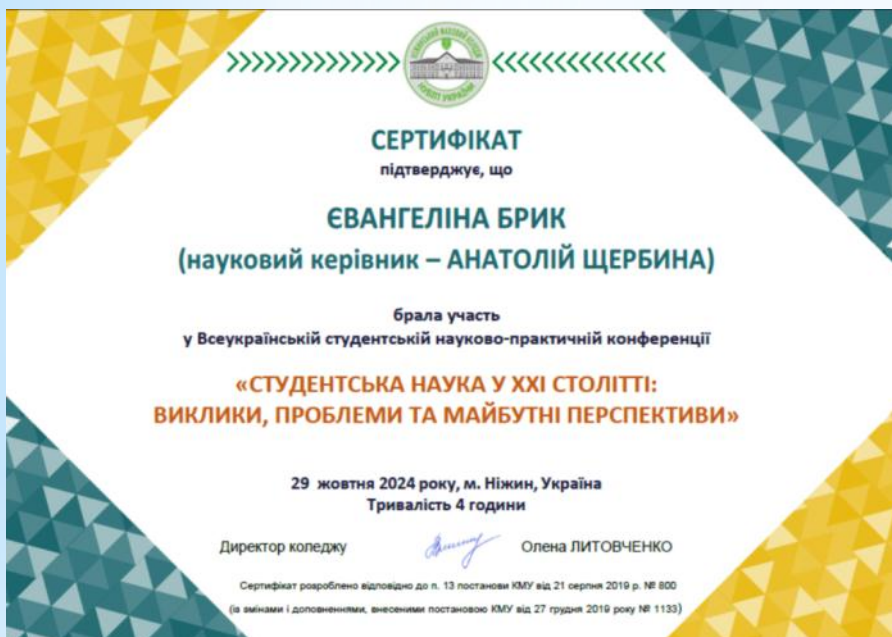 НУБІП УКРАЇНИ
СЕРТИФІКАТ
підтверджує, що
ЄВАНГЕЛІНА БРИК
(науковий керівник – АНАТОЛІЙ ЩЕРБИНА)
брала участь
у Всеукраїнській студентській науково-практичній конференції
«СТУДЕНТСЬКА НАУКА У ХХІ СТОЛІТТІ:
ВИКЛИКИ, ПРОБЛЕМИ ТА МАЙБУТНІ ПЕРСПЕКТИВИ»
29 жовтня 2024 року, м. Ніжин, Україна
Тривалість 4 години
Директор коледжу Олена ЛИТОВЧЕНКО
Сертифікат розроблено відповідно до п. 13 постанови КМУ від 21 серпня 2019 р. № 800
(із змінами і доповненнями, внесеними постановою КМУ від 27 грудня 2019 року № 1133)